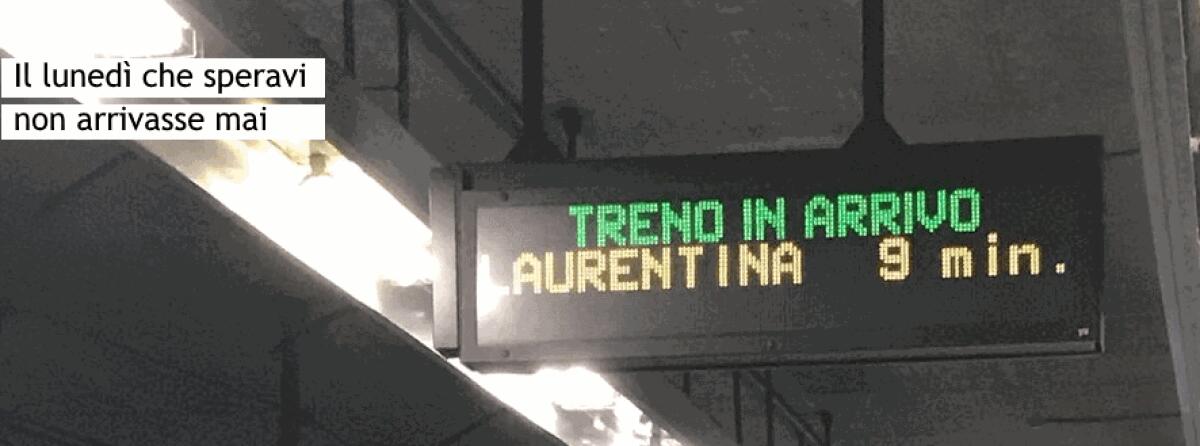 Il lunedì che speravi
non arrivasse mai
TRENO IN ARRIVO
LAURENTINA 9 min.